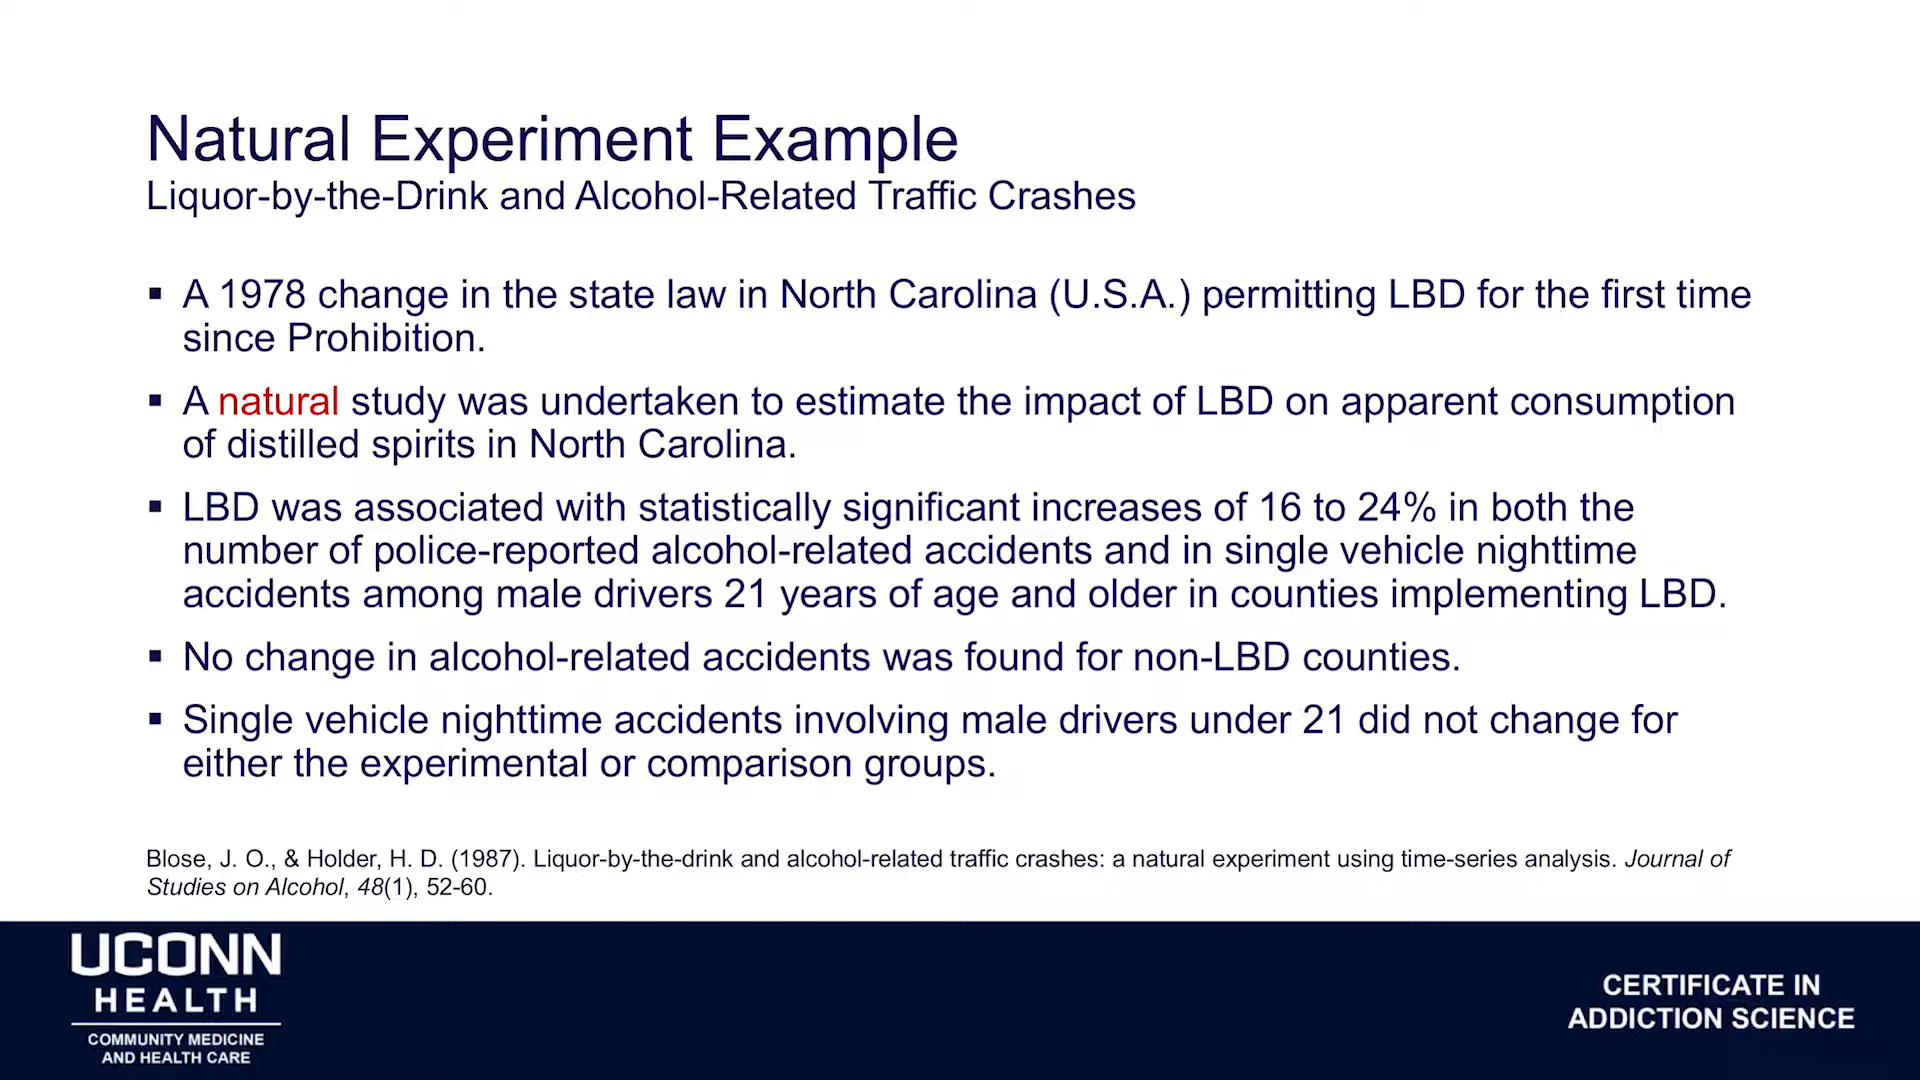 Natural Experiment Example
Liquor-by-the-Drink and Alcohol-Related Traffic Crashes
▪ A 1978 change in the state law in North Carolina (U.S.A.) permitting LBD for the first time
since Prohibition.
▪ A natural study was undertaken to estimate the impact of LBD on apparent consumption
of distilled spirits in North Carolina.
▪ LBD was associated with statistically significant increases of 16 to 24% in both the
number of police-reported alcohol-related accidents and in single vehicle nighttime
accidents among male drivers 21 years of age and older in counties implementing LBD.
▪ No change in alcohol-related accidents was found for non-LBD counties.
▪ Single vehicle nighttime accidents involving male drivers under 21 did not change for
either the experimental or comparison groups.
Blose, J. O., & Holder, H. D. (1987). Liquor-by-the-drink and alcohol-related traffic crashes: a natural experiment using time-series analysis. Journal of
Studies on Alcohol, 48(1), 52-60.
UCONN
HEALTH
COMMUNITY MEDICINE
AND HEALTH CARE
CERTIFICATE IN
ADDICTION SCIENCE